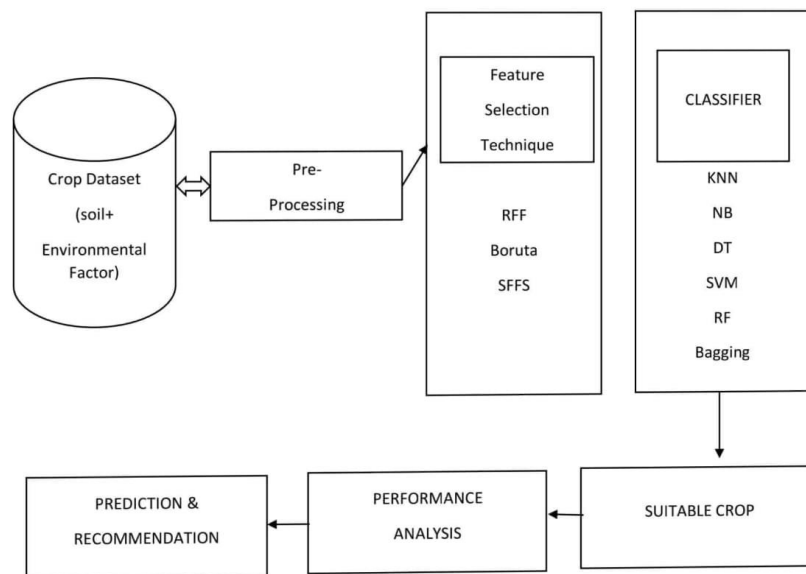 Crop Dataset
(soil+
Environmental
Factor)
Pre-
Processing
Feature
Selection
Technique
RFF
Boruta
SFFS
CLASSIFIER
KNN
NB
DT
SVM
RF
Bagging
SUITABLE CROP
PERFORMANCE
ANALYSIS
PREDICTION &
RECOMMENDATION